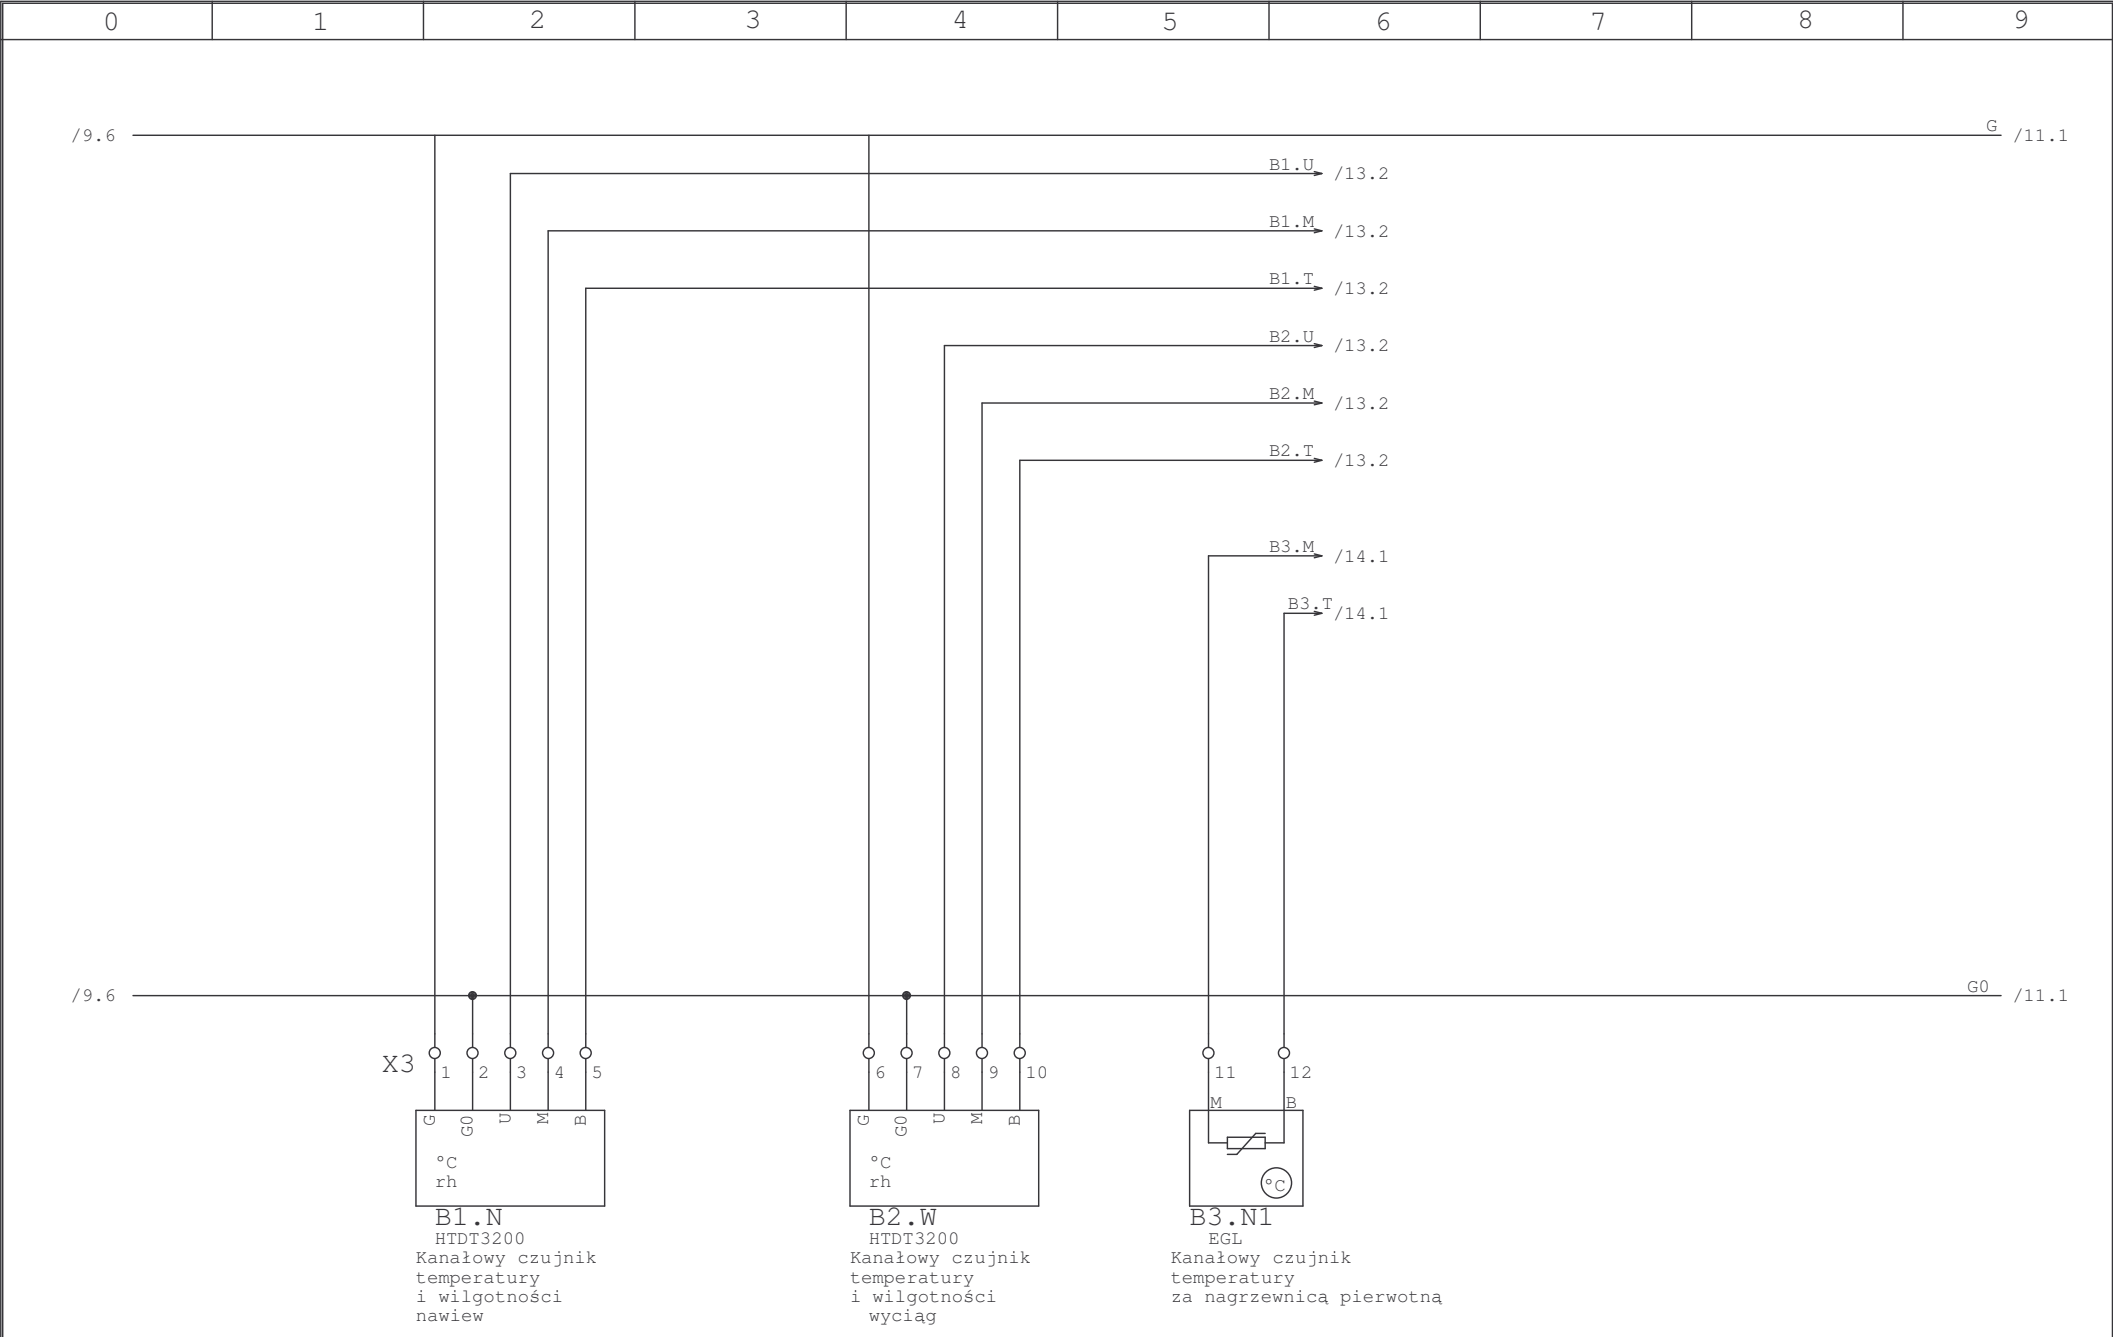 0 1 2 3 4 5 6 7 8 9
/9.6 G /11.1
B1.U /13.2
B1.M /13.2
B1.T /13.2
B2.U /13.2
B2.M /13.2
B2.T /13.2
B3.M /14.1
B3.T /14.1
/9.6 G0 /11.1
X3 1 2 3 4 5 6 7 8 9 10 11 12
G G0 U M B G G0 U M B M B
°C °C °C
rh rh
B1.N
HTDT3200
Kanałowy czujnik
temperatury
i wilgotności
nawiew
B2.W
HTDT3200
Kanałowy czujnik
temperatury
i wilgotności
wyciąg
B3.N1
EGL
Kanałowy czujnik
temperatury
za nagrzewnicą pierwotną